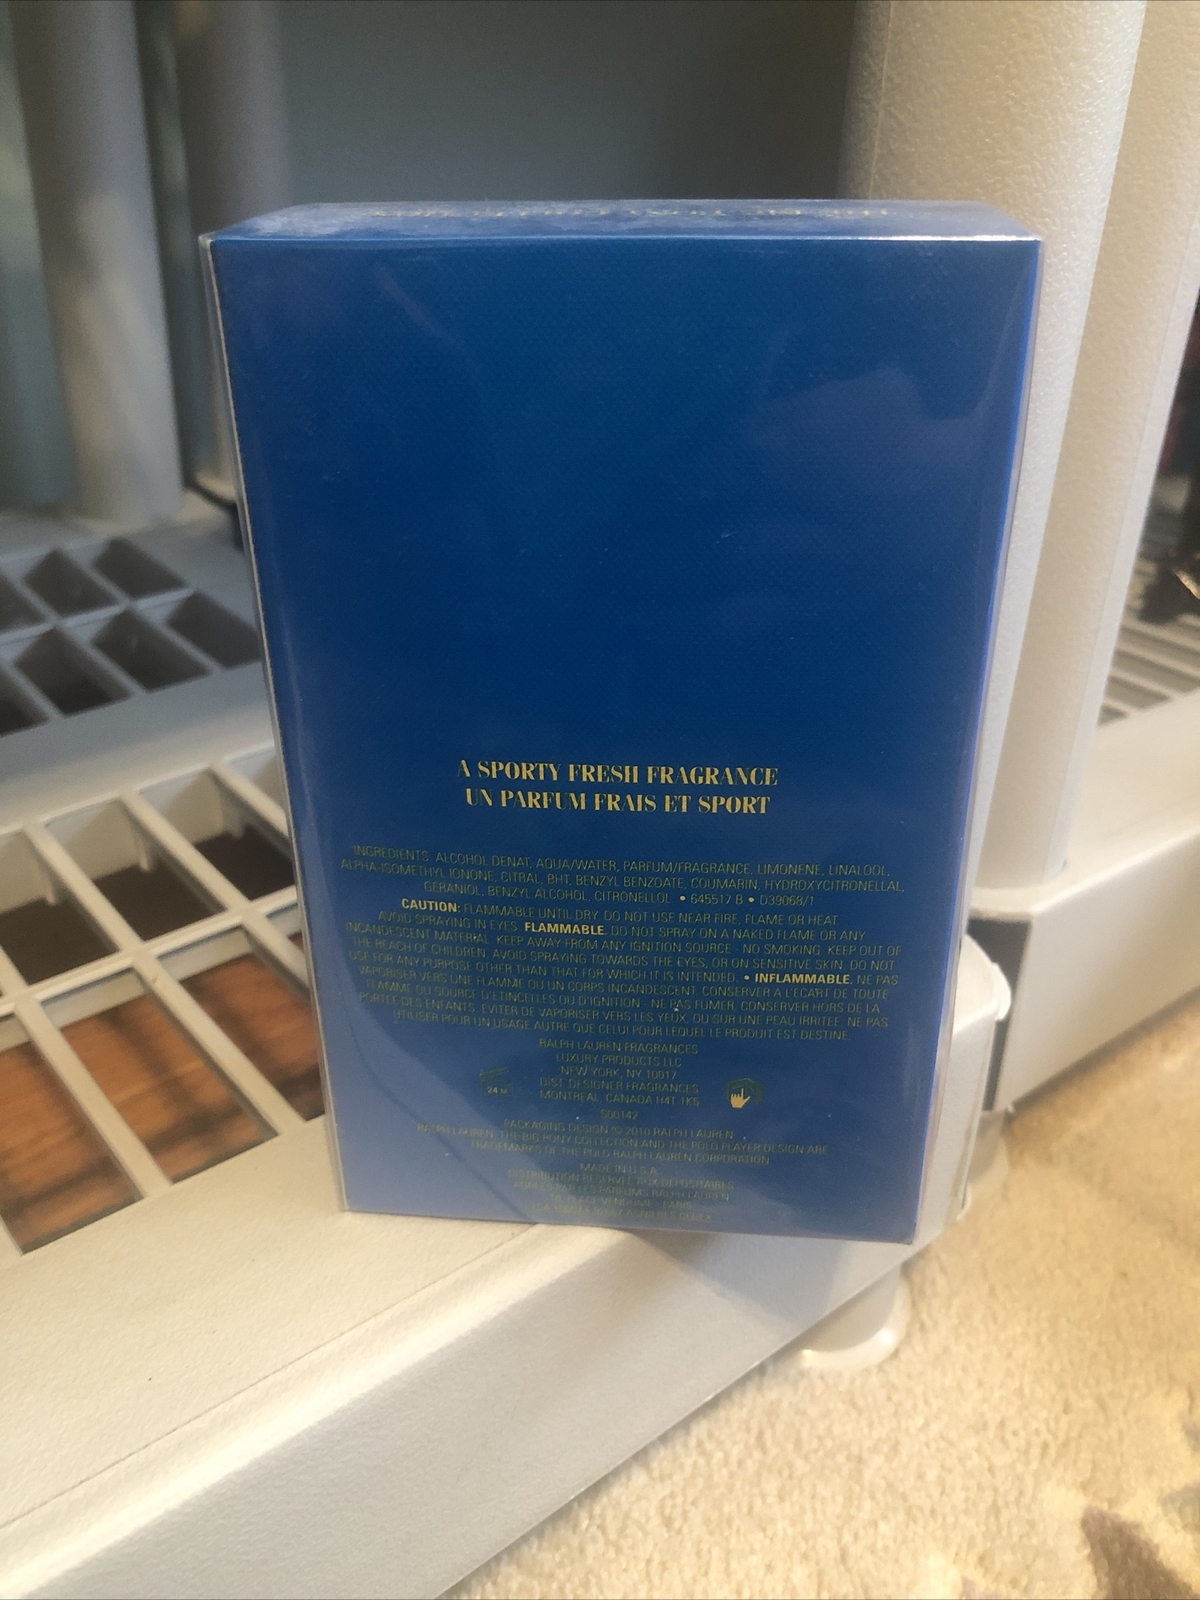 A SPORTY FRESH FRAGRANCE
UN PARFUM FRAIS ET SPORT
INGREDIENTS: ALCOHOL DENAT, AQUA/WATER, PARFUM/FRAGRANCE, LIMONENE, LINALOOL,
ALPHA-ISOMETHYL IONONE, CITRAL, BHT, BENZYL BENZOATE, COUMARIN, HYDROXYCITRONELLAL,
GERANIOL, BENZYL ALCOHOL, CITRONELLOL • 645517 B • D39068/1
CAUTION: FLAMMABLE UNTIL DRY. DO NOT USE NEAR FIRE, FLAME OR HEAT.
AVOID SPRAYING IN EYES. FLAMMABLE. DO NOT SPRAY ON A NAKED FLAME OR ANY
INCANDESCENT MATERIAL. KEEP AWAY FROM ANY IGNITION SOURCE - NO SMOKING. KEEP OUT OF
THE REACH OF CHILDREN. AVOID SPRAYING TOWARDS THE EYES, OR ON SENSITIVE SKIN. DO NOT
USE FOR ANY PURPOSE OTHER THAN THAT FOR WHICH IT IS INTENDED. • INFLAMMABLE. NE PAS
VAPORISER VERS UNE FLAMME OU UN CORPS INCANDESCENT. CONSERVER A L'ECART DE TOUTE
FLAMME OU SOURCE D'ETINCELLES OU D'IGNITION - NE PAS FUMER. CONSERVER HORS DE LA
PORTEE DES ENFANTS. EVITER DE VAPORISER VERS LES YEUX, OU SUR UNE PEAU IRRITEE. NE PAS
UTILISER POUR UN USAGE AUTRE QUE CELUI POUR LEQUEL LE PRODUIT EST DESTINE.
RALPH LAUREN FRAGRANCES
LUXURY PRODUCTS LLC
NEW YORK, NY 10017
DIST. DESIGNER FRAGRANCES
24 M
MONTREAL, CANADA H4T 1K5
S00142
PACKAGING DESIGN © 2010 RALPH LAUREN
RALPH LAUREN, THE BIG PONY COLLECTION AND THE POLO PLAYER DESIGN ARE
TRADEMARKS OF THE POLO RALPH LAUREN CORPORATION
MADE IN U.S.A.
DISTRIBUTION RESERVEE AUX DEPOSITAIRES
AGREES PAR LES PARFUMS RALPH LAUREN
PLACE VENDOME - PARIS